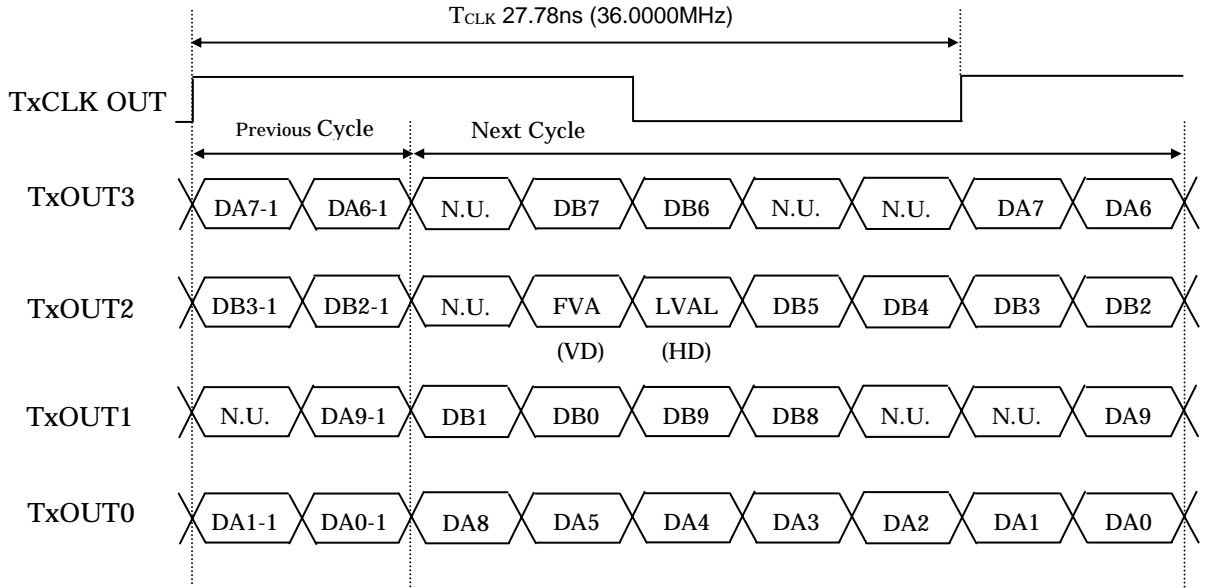 TCLK 27.78ns (36.0000MHz)
TxCLK OUT
Previous Cycle Next Cycle
TxOUT3 DA7-1 DA6-1 N.U. DB7 DB6 N.U. N.U. DA7 DA6
TxOUT2 DB3-1 DB2-1 N.U. FVA LVAL DB5 DB4 DB3 DB2
(VD) (HD)
TxOUT1 N.U. DA9-1 DB1 DB0 DB9 DB8 N.U. N.U. DA9
TxOUT0 DA1-1 DA0-1 DA8 DA5 DA4 DA3 DA2 DA1 DA0